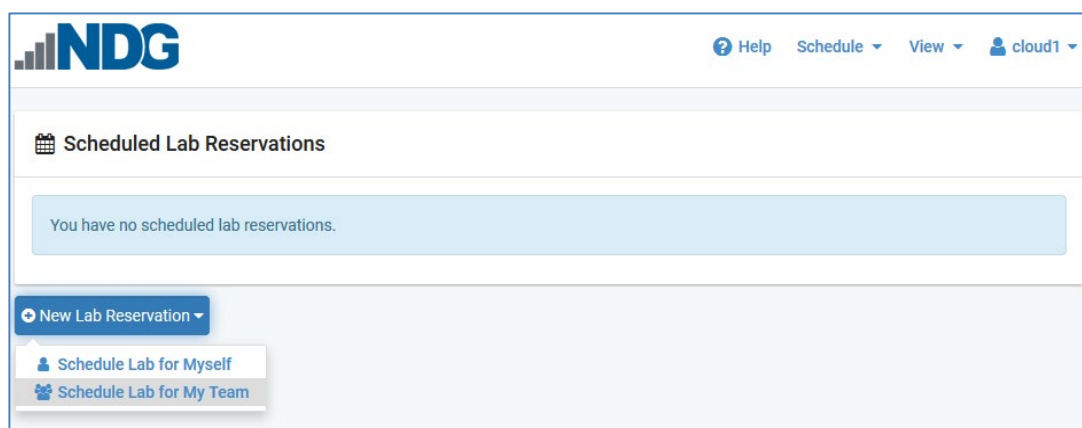 NDG
Help Schedule View cloud1
Scheduled Lab Reservations
You have no scheduled lab reservations.
New Lab Reservation
Schedule Lab for Myself
Schedule Lab for My Team